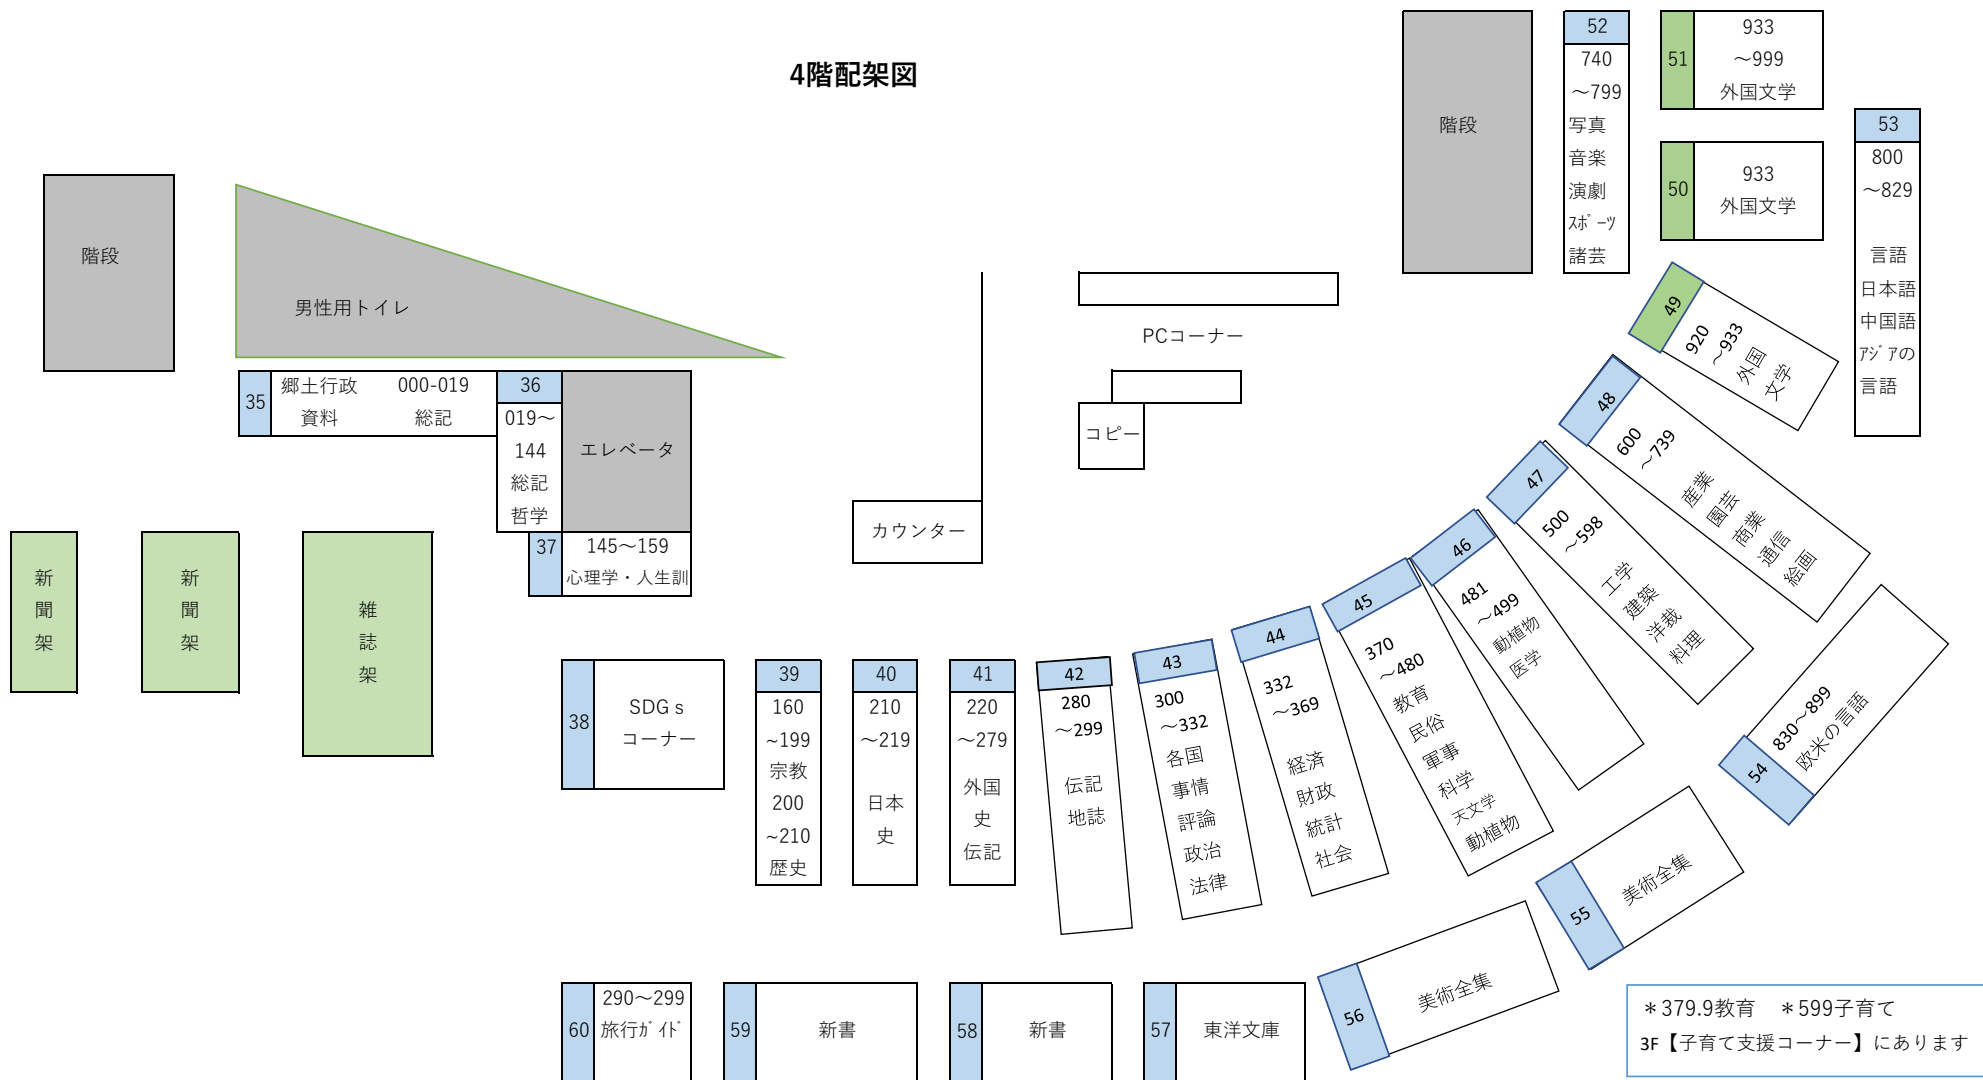 4階配架図
階段
男性用トイレ
35
郷土行政
資料
000-019
総記
36
019～
144
総記
哲学
エレベータ
37
145～159
心理学・人生訓
新
聞
架
新
聞
架
雑
誌
架
カウンター
PCコーナー
コピー
階段
52
740
～799
写真
音楽
演劇
ｽﾎﾟｰﾂ
諸芸
51
933
～999
外国文学
50
933
外国文学
53
800
～829
言語
日本語
中国語
ｱｼﾞｱの
言語
49
920
～933
外国
文学
48
600
～739
産業
園芸
商業
通信
絵画
47
500
～598
工学
建築
洋裁
料理
46
481
～499
動植物
医学
45
370
～480
教育
民俗
軍事
科学
天文学
動植物
44
332
～369
経済
財政
統計
社会
43
300
～332
各国
事情
評論
政治
法律
42
280
～299
伝記
地誌
41
220
～279
外国
史
伝記
40
210
～219
日本
史
39
160
~199
宗教
200
~210
歴史
38
SDGｓ
コーナー
54
830～899
欧米の言語
55
美術全集
56
美術全集
57
東洋文庫
58
新書
59
新書
60
290～299
旅行ｶﾞｲﾄﾞ
＊379.9教育　＊599子育て
3F【子育て支援コーナー】にあります